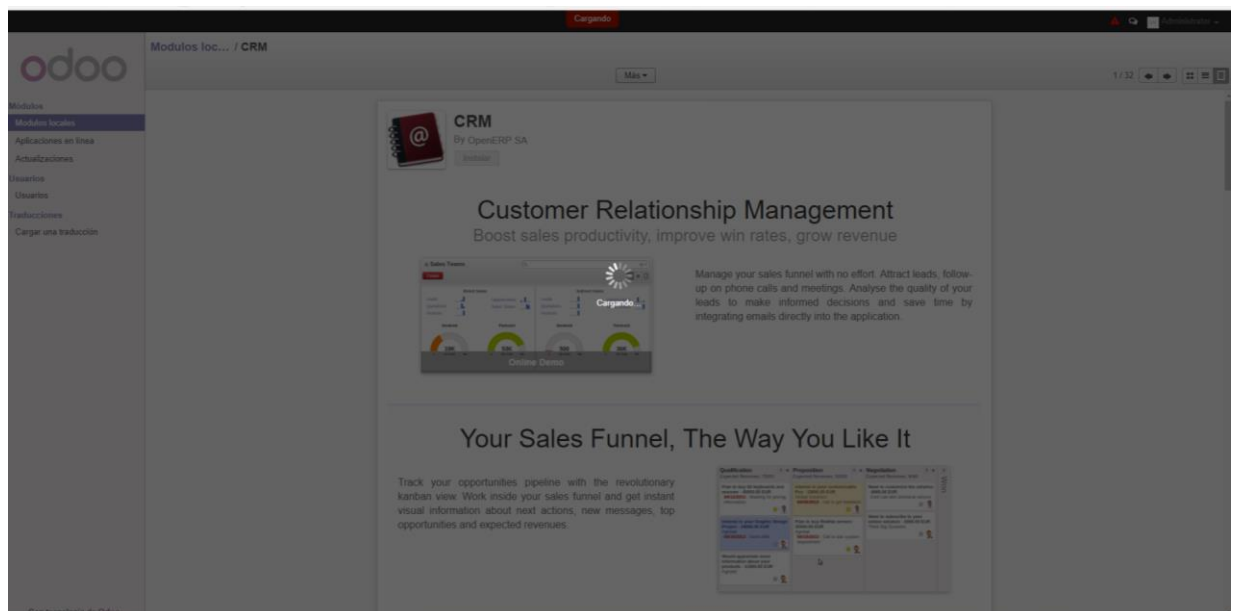 Cargando
Administrator
odoo
Modulos loc... / CRM
Más
1 / 32
Módulos
Modulos locales
Aplicaciones en línea
Actualizaciones
Usuarios
Usuarios
Traducciones
Cargar una traducción
CRM
By OpenERP SA
Instalar
Customer Relationship Management
Boost sales productivity, improve win rates, grow revenue
Sales Teams
Cargando...
Online Demo
Manage your sales funnel with no effort. Attract leads, follow-
up on phone calls and meetings. Analyse the quality of your
leads to make informed decisions and save time by
integrating emails directly into the application.
Your Sales Funnel, The Way You Like It
Track your opportunities pipeline with the revolutionary
kanban view. Work inside your sales funnel and get instant
visual information about next actions, new messages, top
opportunities and expected revenues.
Qualification
Proposition
Negotiation